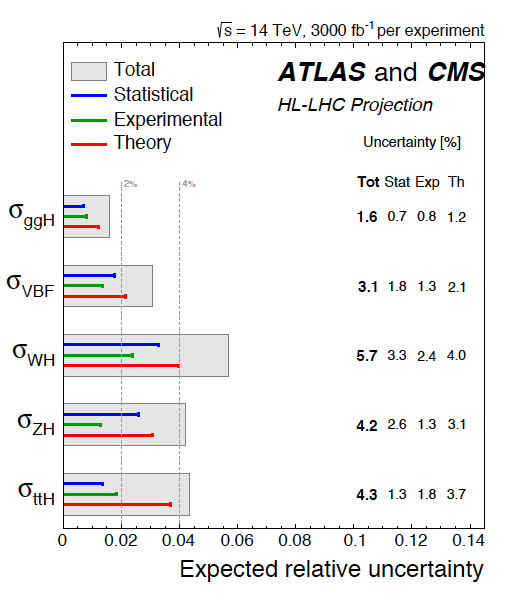 √s = 14 TeV, 3000 fb⁻¹ per experiment
Total
Statistical
Experimental
Theory
ATLAS and CMS
HL-LHC Projection
Uncertainty [%]
2% 4%
Tot Stat Exp Th
σggH 1.6 0.7 0.8 1.2
σVBF 3.1 1.8 1.3 2.1
σWH 5.7 3.3 2.4 4.0
σZH 4.2 2.6 1.3 3.1
σttH 4.3 1.3 1.8 3.7
0 0.02 0.04 0.06 0.08 0.1 0.12 0.14
Expected relative uncertainty